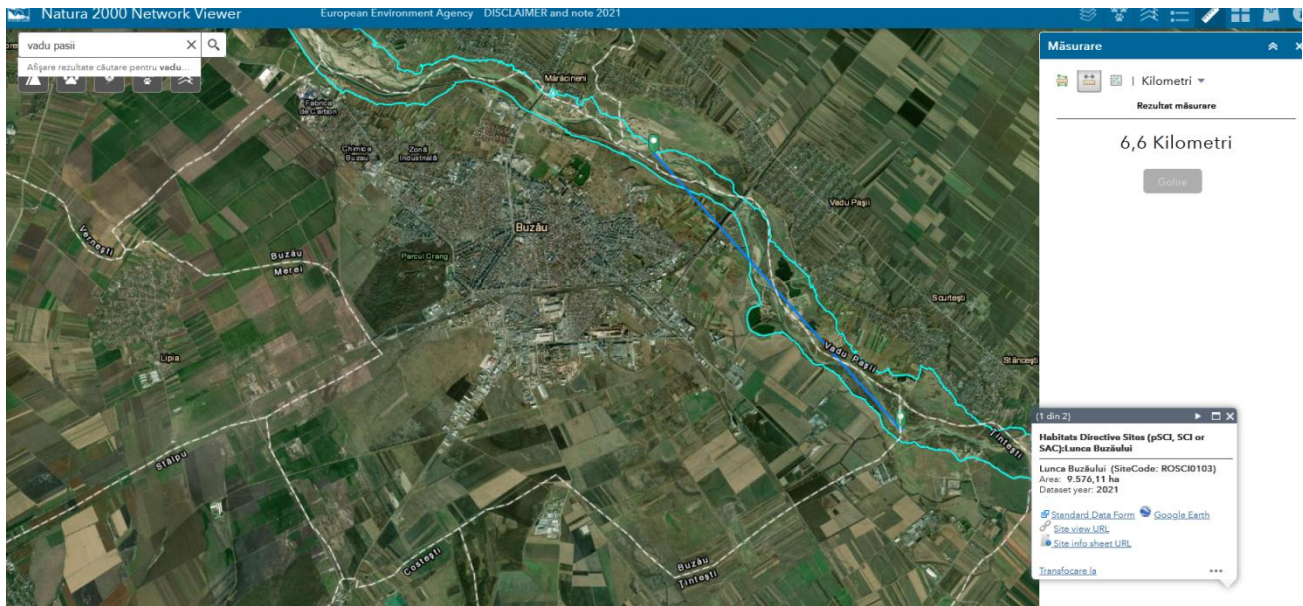 Natura 2000 Network Viewer
European Environment Agency DISCLAIMER and note 2021
vadu pasii
Afișare rezultate căutare pentru vadu...
Mărăcineni
Fabrica
de Carbon
Chimica
Buzau
Zonă
Industrială
Vadu Pașii
Buzău
Vernești
Parcul Crang
Buzău
Merei
Scurtești
Lipia
Vadu Pașii
Stâncești
Țintești
Stâlpu
Costești
Buzău
Țintești
Măsurare
Kilometri
Rezultat măsurare
6,6 Kilometri
Golire
(1 din 2)
Habitats Directive Sites (pSCI, SCI or
SAC):Lunca Buzăului
Lunca Buzăului (SiteCode: ROSCI0103)
Area: 9.576,11 ha
Dataset year: 2021
Standard Data Form Google Earth
Site view URL
Site info sheet URL
Transfocare la